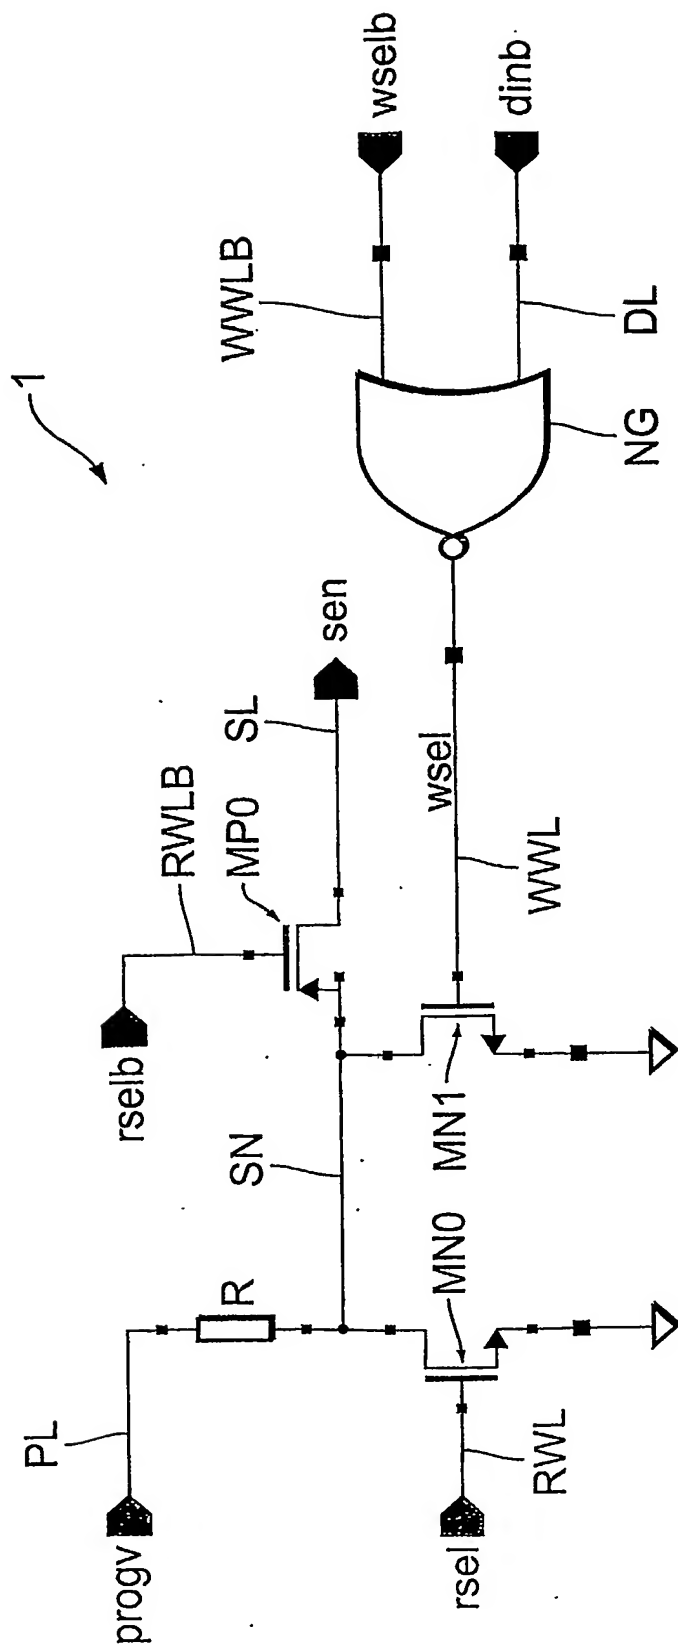 1
progv
PL
R
rselb
RWLB
MP0
SL
sen
SN
rsel
RWL
MN0
MN1
WWL
wsel
NG
WWLB
wselb
DL
dinb